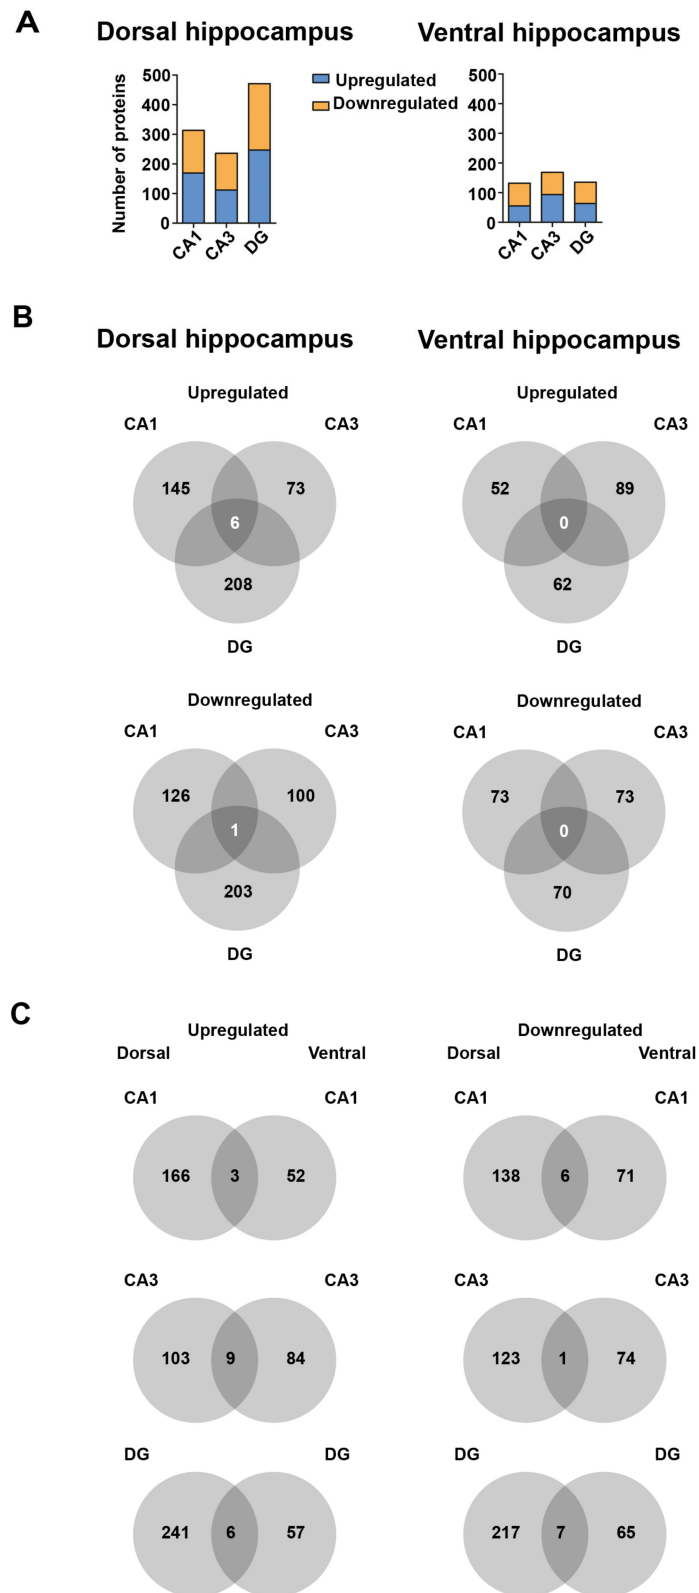 A
Dorsal hippocampus Ventral hippocampus
Number of proteins
500
400
300
200
100
0
CA1 CA3 DG
Upregulated
Downregulated
500
400
300
200
100
0
CA1 CA3 DG
B
Dorsal hippocampus Ventral hippocampus
Upregulated Upregulated
CA1 CA3 CA1 CA3
145 73 52 89
6 0
208 62
DG DG
Downregulated Downregulated
CA1 CA3 CA1 CA3
126 100 73 73
1 0
203 70
DG DG
C
Upregulated Downregulated
Dorsal Ventral Dorsal Ventral
CA1 CA1 CA1 CA1
166 3 52 138 6 71
CA3 CA3 CA3 CA3
103 9 84 123 1 74
DG DG DG DG
241 6 57 217 7 65